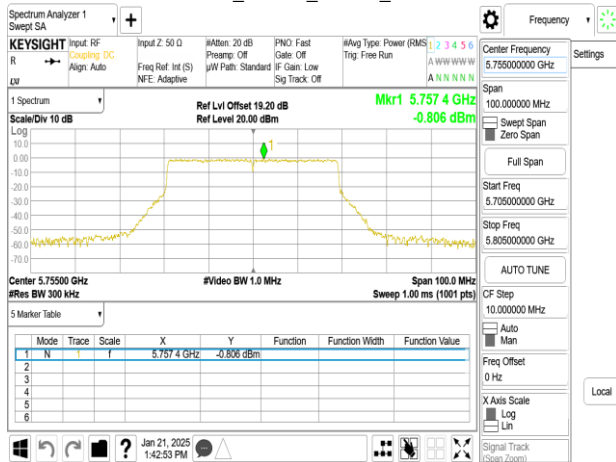 Spectrum Analyzer 1
Swept SA
+
Frequency
KEYSIGHT
R
LXI
Input: RF
Coupling: DC
Align: Auto
Input Z: 50 Ω
Freq Ref: Int (S)
NFE: Adaptive
#Atten: 20 dB
Preamp: Off
µW Path: Standard
PNO: Fast
Gate: Off
IF Gain: Low
Sig Track: Off
#Avg Type: Power (RMS
Trig: Free Run
1 2 3 4 5 6
A W W W W W
A N N N N N
1 Spectrum
Scale/Div 10 dB
Ref Lvl Offset 19.20 dB
Ref Level 20.00 dBm
Mkr1 5.757 4 GHz
-0.806 dBm
Log
10.0
0.00
-10.0
-20.0
-30.0
-40.0
-50.0
-60.0
-70.0
1
Center 5.75500 GHz
#Res BW 300 kHz
#Video BW 1.0 MHz
Span 100.0 MHz
Sweep 1.00 ms (1001 pts)
5 Marker Table
Mode Trace Scale X Y Function Function Width Function Value
1 N 1 f 5.757 4 GHz -0.806 dBm
2
3
4
5
6
Jan 21, 2025
1:42:53 PM
?
Center Frequency
5.755000000 GHz
Span
100.000000 MHz
Swept Span
Zero Span
Full Span
Start Freq
5.705000000 GHz
Stop Freq
5.805000000 GHz
AUTO TUNE
CF Step
10.000000 MHz
Auto
Man
Freq Offset
0 Hz
X Axis Scale
Log
Lin
Signal Track
(Span Zoom)
Settings
Local